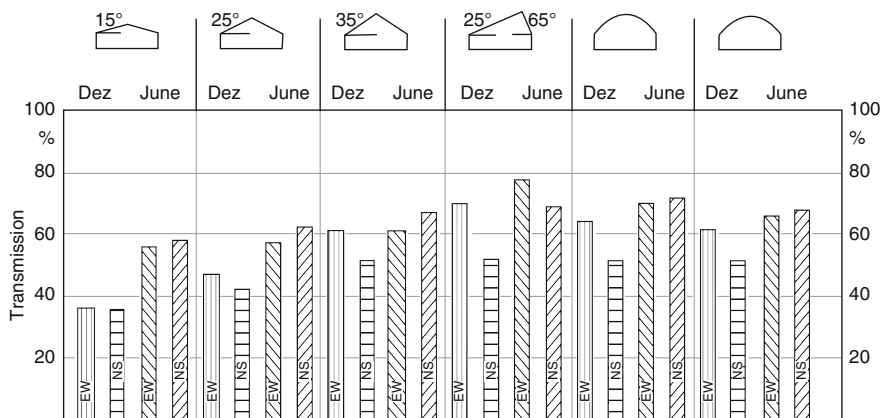 15° 25° 35° 25° 65°
Dez June Dez June Dez June Dez June Dez June Dez June
100 100
% %
80 80
60 60
40 40
20 20
Transmission
EW NS EW NS EW NS EW NS EW NS EW NS EW NS EW NS EW NS EW NS EW NS EW NS